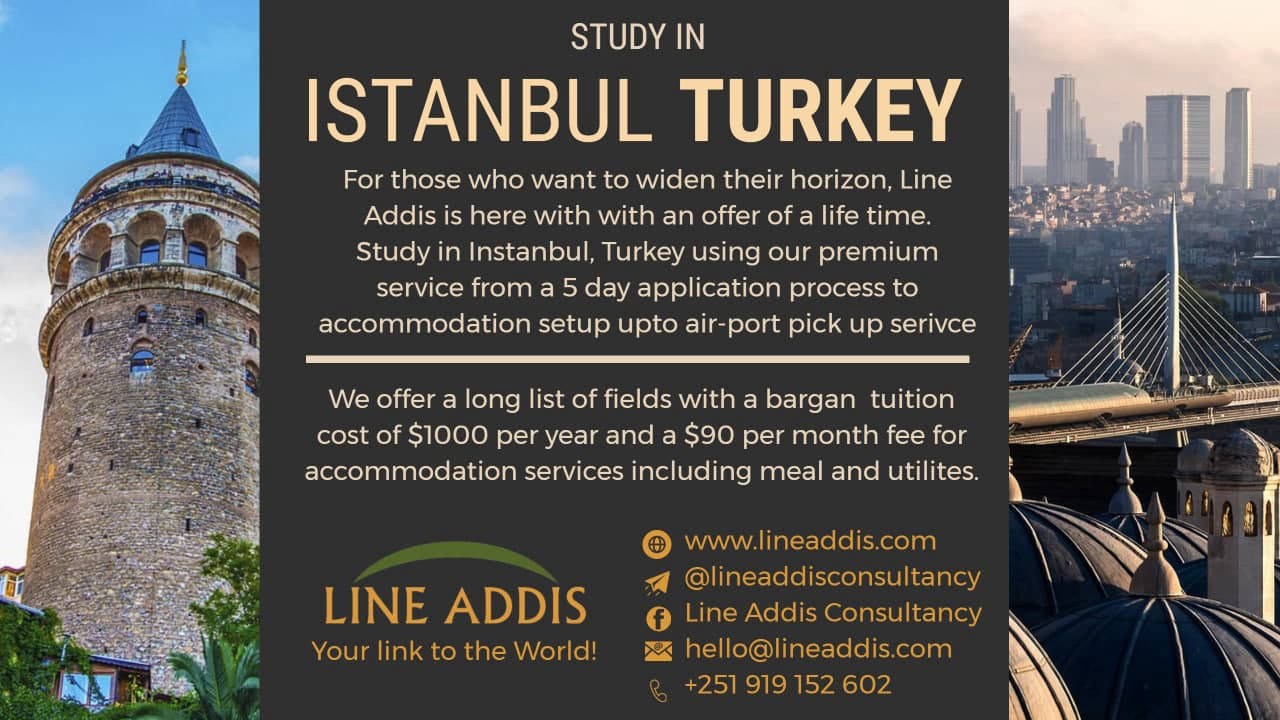 STUDY IN
ISTANBUL TURKEY
For those who want to widen their horizon, Line
Addis is here with with an offer of a life time.
Study in Instanbul, Turkey using our premium
service from a 5 day application process to
accommodation setup upto air-port pick up serivce
We offer a long list of fields with a bargan tuition
cost of $1000 per year and a $90 per month fee for
accommodation services including meal and utilites.
LINE ADDIS
Your link to the World!
www.lineaddis.com
@lineaddisconsultancy
Line Addis Consultancy
hello@lineaddis.com
+251 919 152 602